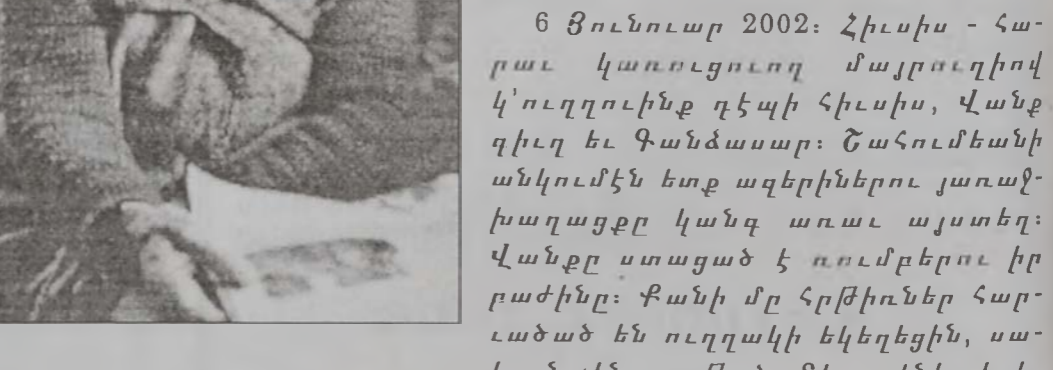 6 Յունուար 2002։ Հիւսիս - Հա-
րաւ կառուցուող մայրուղիով
կ'ուղղուինք դէպի հիւսիս, Վանք
գիւղ եւ Գանձասար։ Շահումեանի
անկումէն ետք ազերիներու յառաջ-
խաղացքը կանգ առաւ այստեղ։
Վանքը ստացած է ռումբերու իր
բաժինը։ Քանի մը հրթիռներ հար-
ւածած են ուղղակի եկեղեցին, սա-